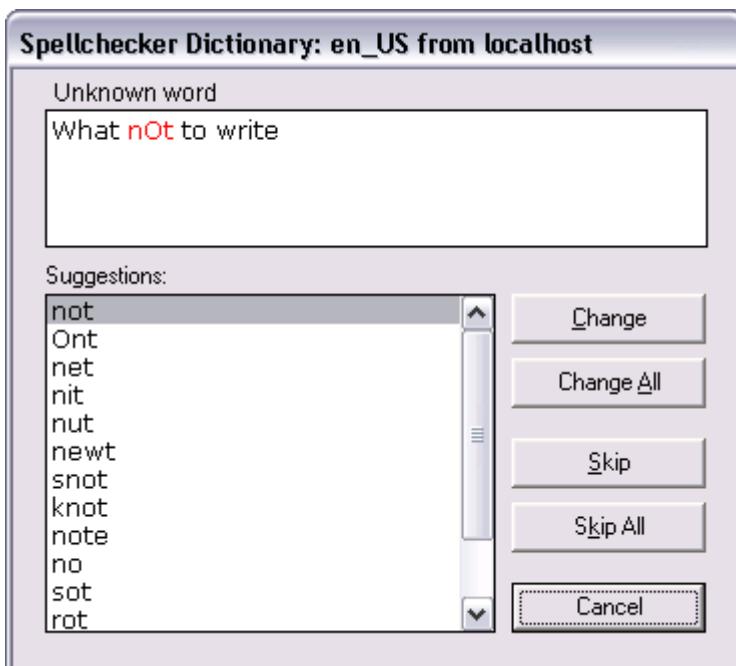 Spellchecker Dictionary: en_US from localhost
Unknown word
What nOt to write
Suggestions:
not
Ont
net
nit
nut
newt
snot
knot
note
no
sot
rot
Change
Change All
Skip
Skip All
Cancel